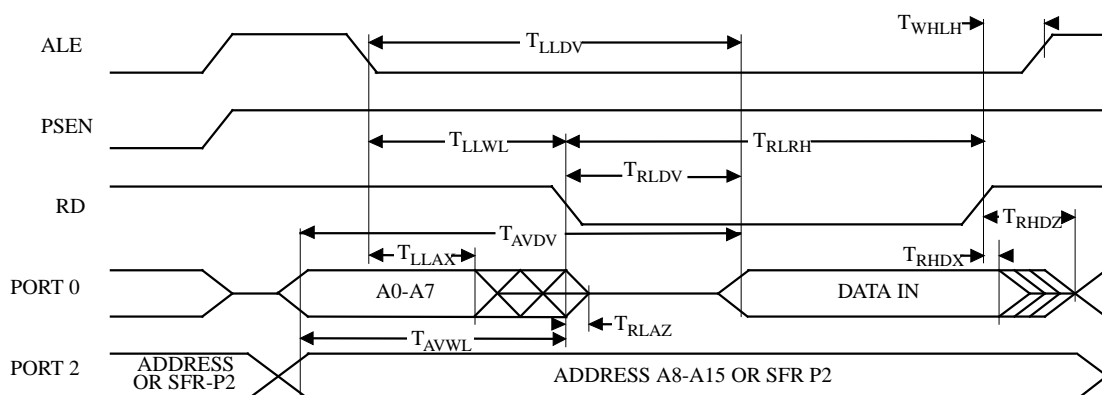 T_WHLH
ALE
T_LLDV
PSEN
T_LLWL
T_RLRH
T_RLDV
RD
T_AVDV
T_RHDZ
T_LLAX
T_RHDX
PORT 0
A0-A7
DATA IN
T_RLAZ
T_AVWL
PORT 2
ADDRESS
OR SFR-P2
ADDRESS A8-A15 OR SFR P2